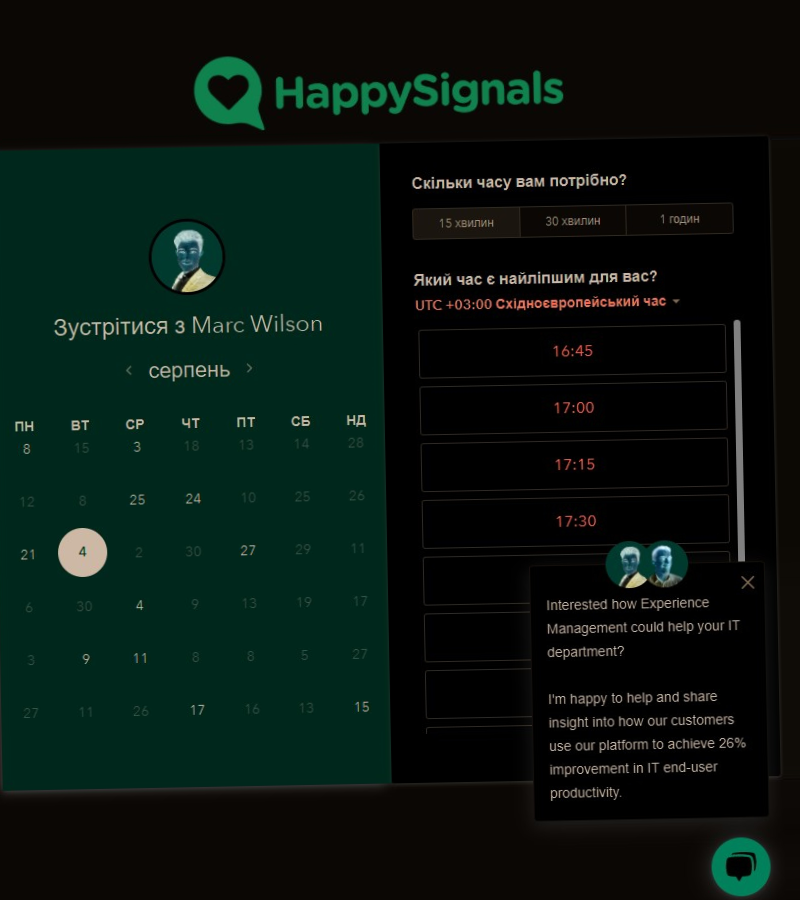 HappySignals
Зустрітися з Marc Wilson
серпень
ПН ВТ СР ЧТ ПТ СБ НД
8 15 3 18 13 14 28
12 8 25 24 10 25 26
21 4 2 30 27 29 11
6 30 4 9 13 19 17
3 9 11 8 8 5 27
27 11 26 17 16 13 15
Скільки часу вам потрібно?
15 хвилин 30 хвилин 1 годин
Який час є найліпшим для вас?
UTC +03:00 Східноєвропейський час
16:45
17:00
17:15
17:30
Interested how Experience
Management could help your IT
department?
I'm happy to help and share
insight into how our customers
use our platform to achieve 26%
improvement in IT end-user
productivity.